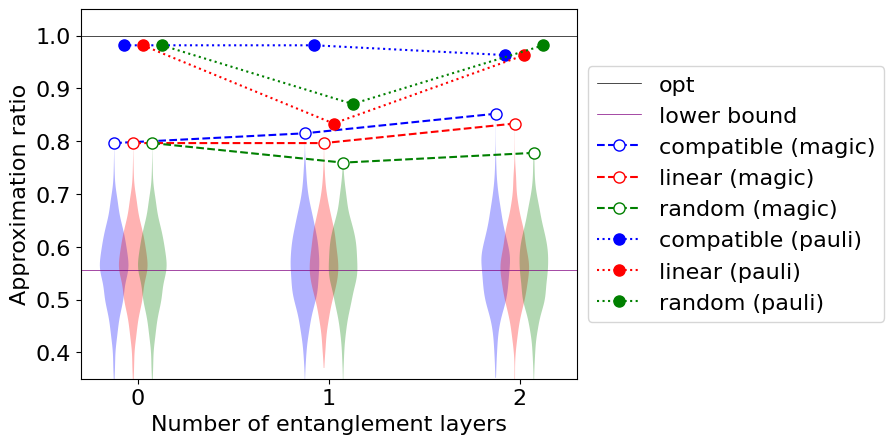 1.0
0.9
0.8
0.7
0.6
0.5
0.4
Approximation ratio
0 1 2
Number of entanglement layers
opt
lower bound
compatible (magic)
linear (magic)
random (magic)
compatible (pauli)
linear (pauli)
random (pauli)